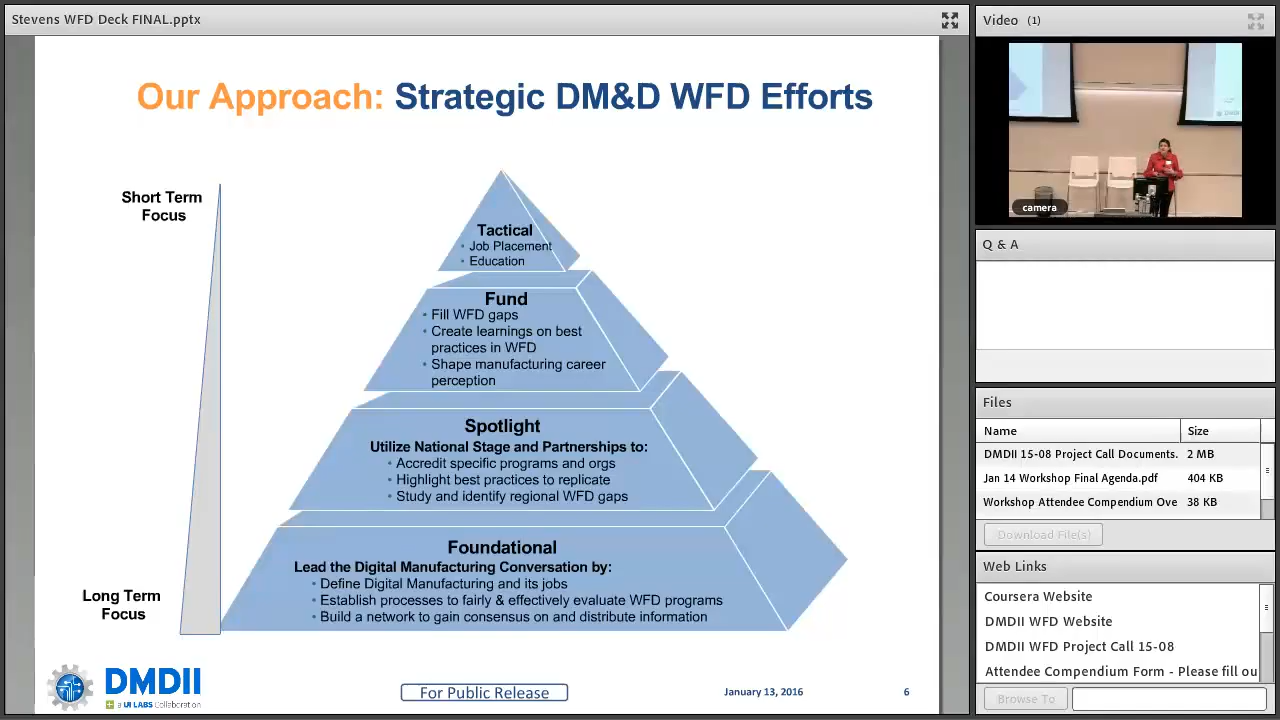 Stevens WFD Deck FINAL.pptx
Our Approach: Strategic DM&D WFD Efforts
Short Term
Focus
Tactical
• Job Placement
• Education
Fund
• Fill WFD gaps
• Create learnings on best
practices in WFD
• Shape manufacturing career
perception
Spotlight
Utilize National Stage and Partnerships to:
• Accredit specific programs and orgs
• Highlight best practices to replicate
• Study and identify regional WFD gaps
Foundational
Lead the Digital Manufacturing Conversation by:
• Define Digital Manufacturing and its jobs
• Establish processes to fairly & effectively evaluate WFD programs
• Build a network to gain consensus on and distribute information
Long Term
Focus
DMDII
a UI LABS Collaboration
For Public Release
January 13, 2016
6
Video (1)
camera
Q & A
Files
Name Size
DMDII 15-08 Project Call Documents. 2 MB
Jan 14 Workshop Final Agenda.pdf 404 KB
Workshop Attendee Compendium Ove 38 KB
Download File(s)
Web Links
Coursera Website
DMDII WFD Website
DMDII WFD Project Call 15-08
Attendee Compendium Form - Please fill ou
Browse To